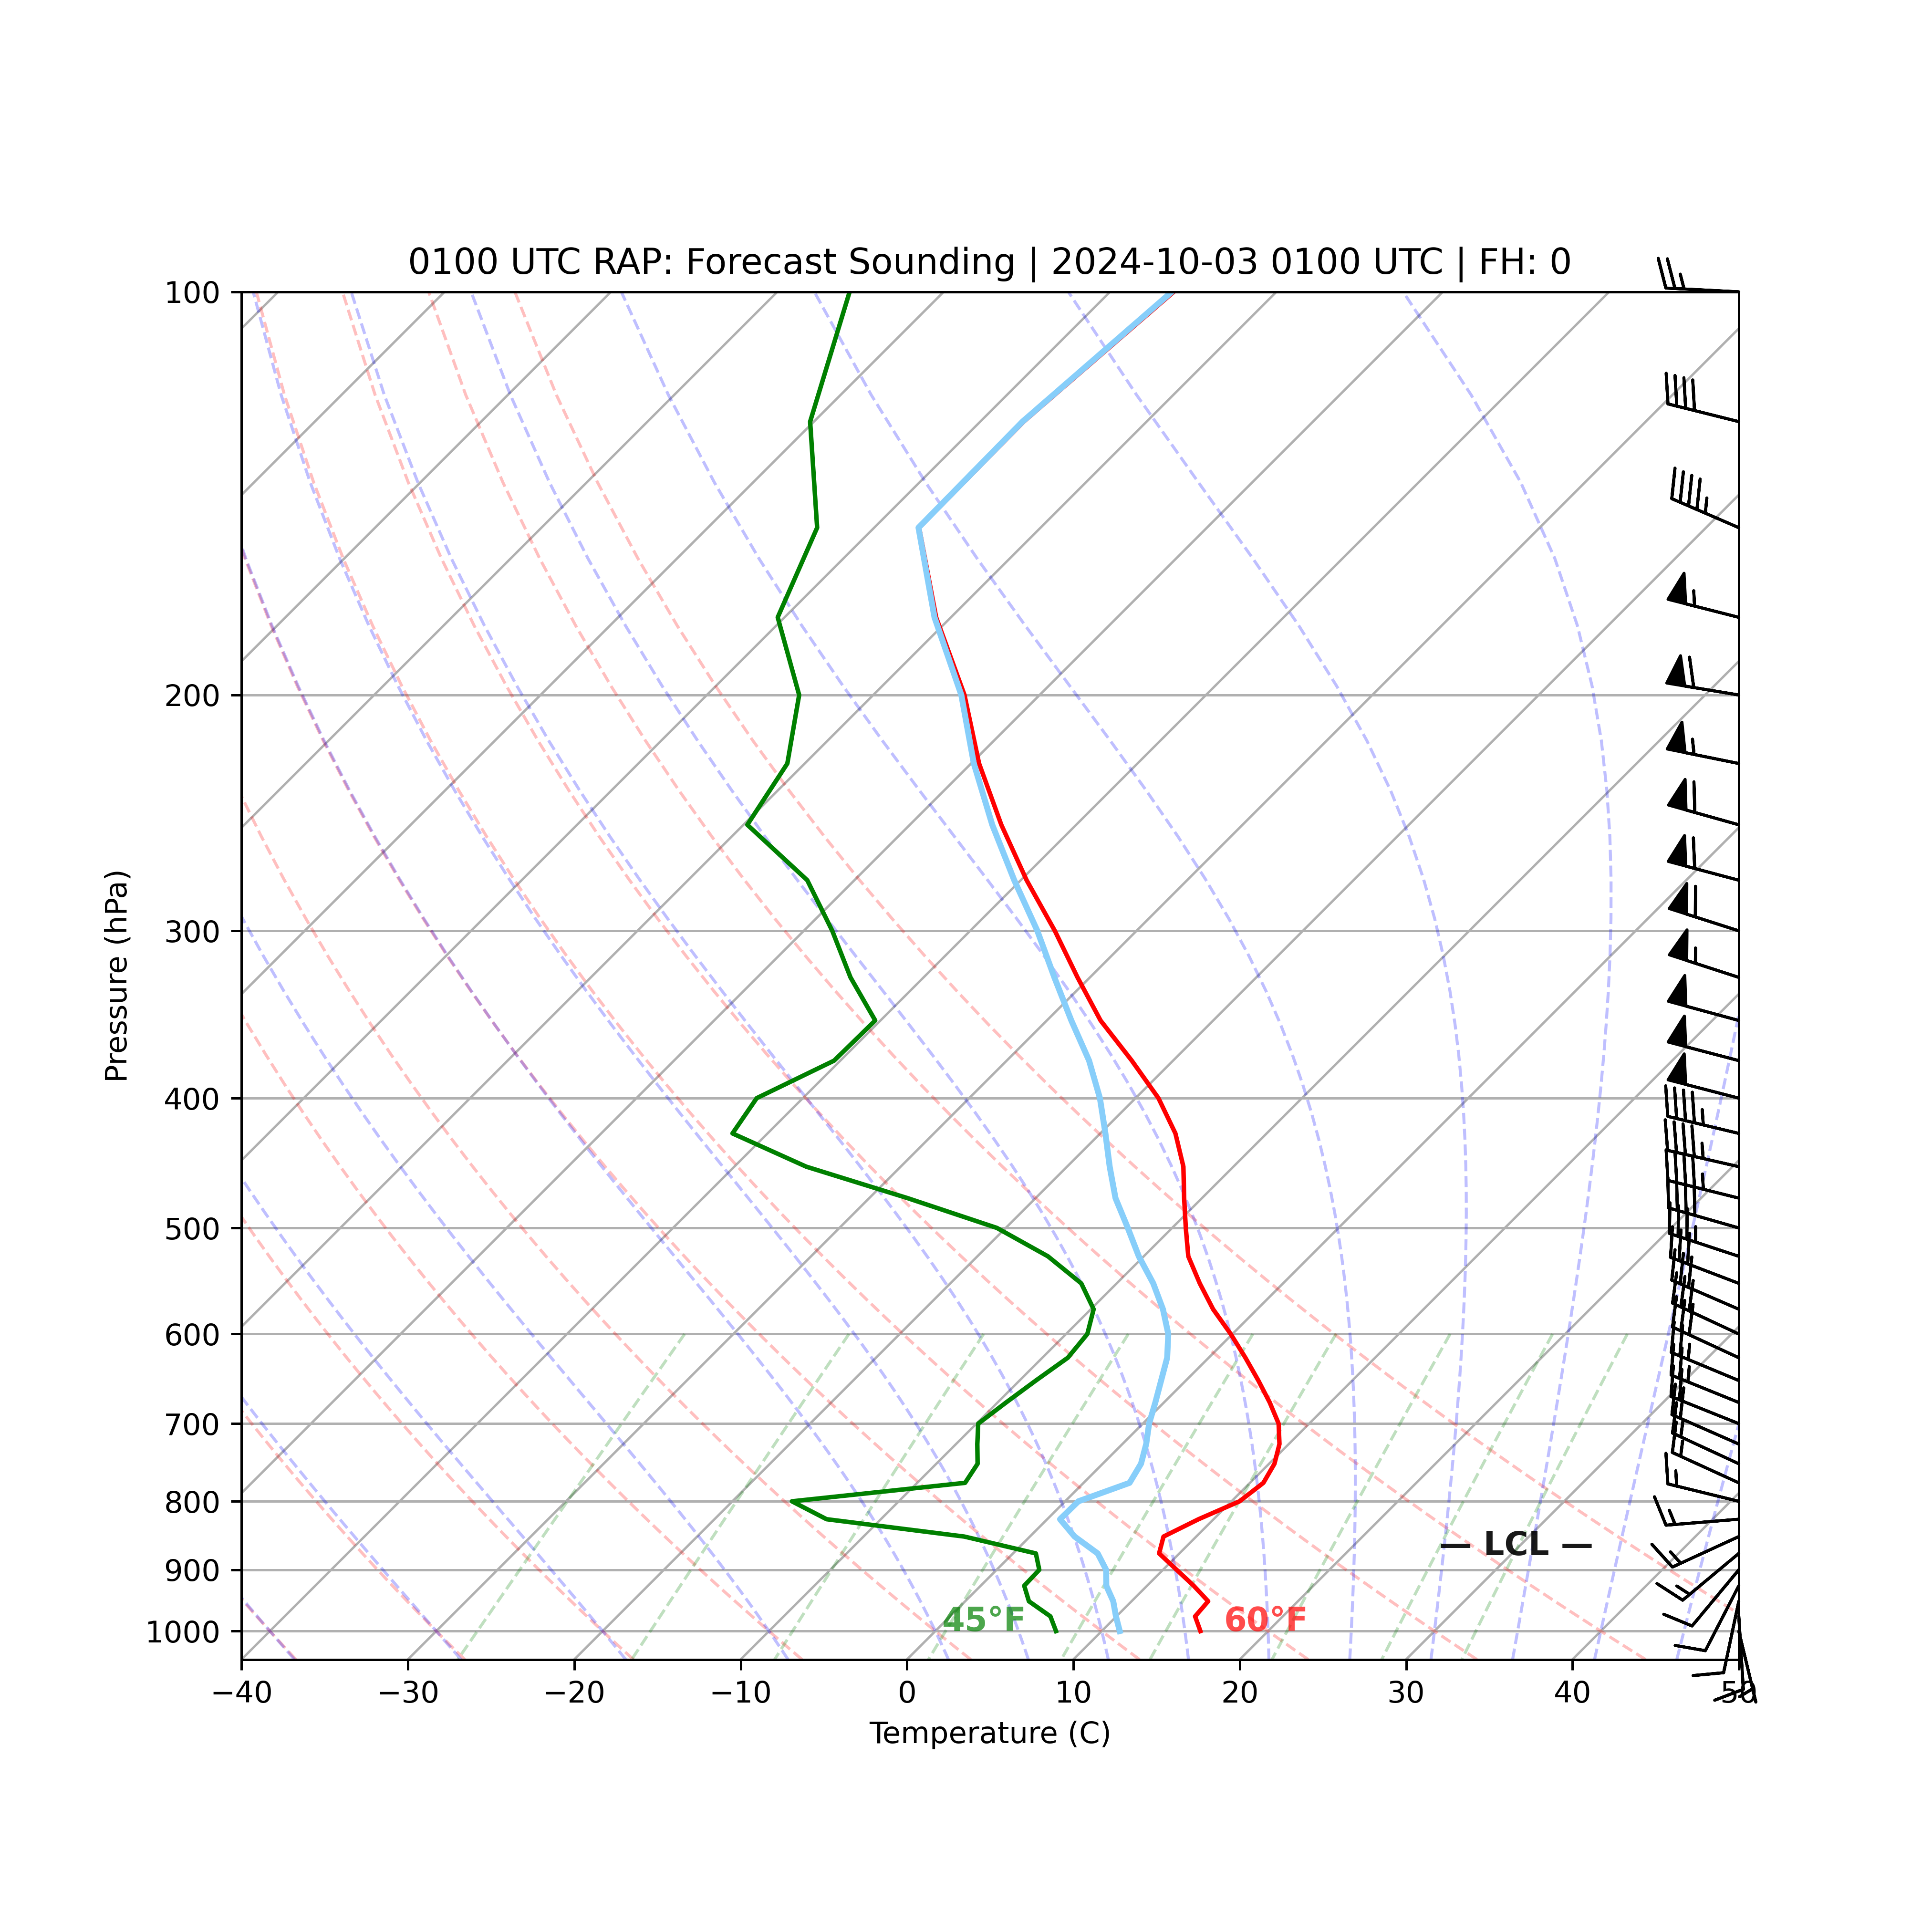 0100 UTC RAP: Forecast Sounding | 2024-10-03 0100 UTC | FH: 0
100
200
300
400
500
600
700
800
900
1000
Pressure (hPa)
— LCL —
45°F
60°F
−40 −30 −20 −10 0 10 20 30 40 50
Temperature (C)